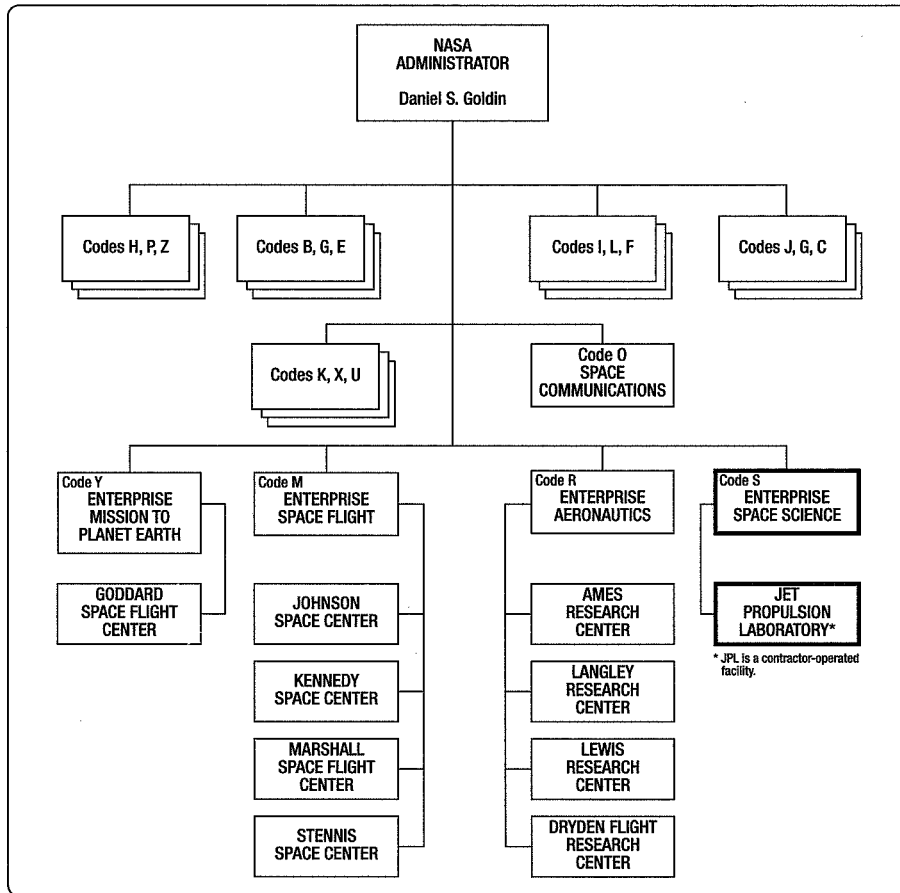 NASA
ADMINISTRATOR
Daniel S. Goldin
Codes H, P, Z
Codes B, G, E
Codes I, L, F
Codes J, G, C
Codes K, X, U
Code O
SPACE
COMMUNICATIONS
Code Y
ENTERPRISE
MISSION TO
PLANET EARTH
GODDARD
SPACE FLIGHT
CENTER
Code M
ENTERPRISE
SPACE FLIGHT
JOHNSON
SPACE CENTER
KENNEDY
SPACE CENTER
MARSHALL
SPACE FLIGHT
CENTER
STENNIS
SPACE CENTER
Code R
ENTERPRISE
AERONAUTICS
AMES
RESEARCH
CENTER
LANGLEY
RESEARCH
CENTER
LEWIS
RESEARCH
CENTER
DRYDEN FLIGHT
RESEARCH
CENTER
Code S
ENTERPRISE
SPACE SCIENCE
JET
PROPULSION
LABORATORY*
* JPL is a contractor-operated
facility.